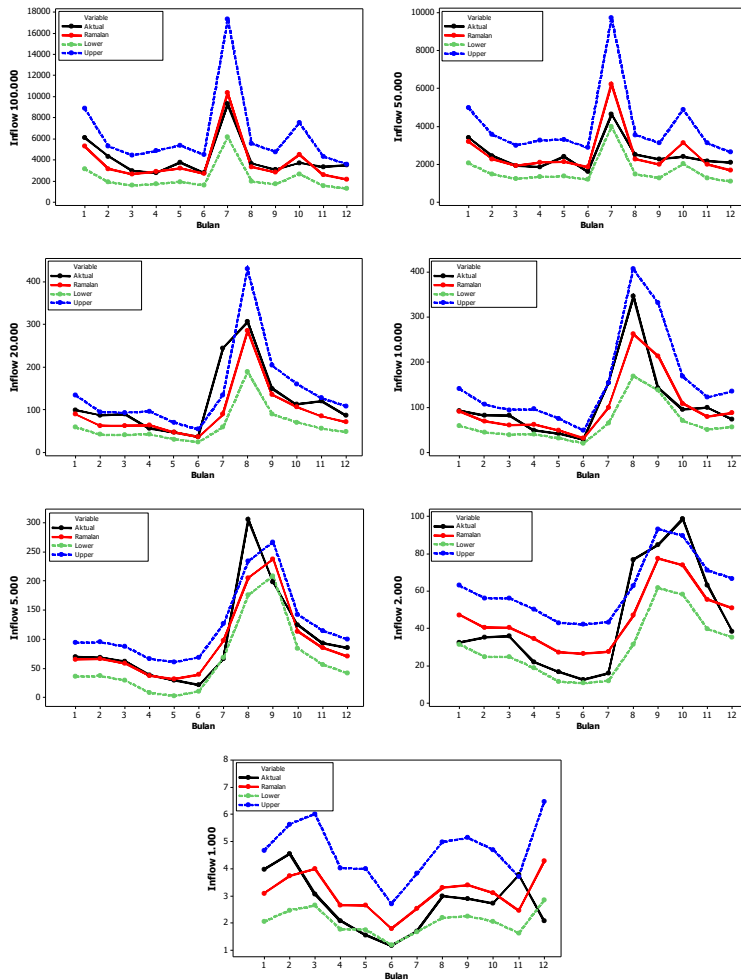 18000
16000
14000
12000
10000
8000
6000
4000
2000
0
Inflow 100.000
Variable
Aktual
Ramalan
Lower
Upper
1 2 3 4 5 6 7 8 9 10 11 12
Bulan
10000
8000
6000
4000
2000
0
Inflow 50.000
Variable
Aktual
Ramalan
Lower
Upper
1 2 3 4 5 6 7 8 9 10 11 12
Bulan
400
300
200
100
0
Inflow 20.000
Variable
Aktual
Ramalan
Lower
Upper
1 2 3 4 5 6 7 8 9 10 11 12
Bulan
400
300
200
100
0
Inflow 10.000
Variable
Aktual
Ramalan
Lower
Upper
1 2 3 4 5 6 7 8 9 10 11 12
Bulan
300
250
200
150
100
50
0
Inflow 5.000
Variable
Aktual
Ramalan
Lower
Upper
1 2 3 4 5 6 7 8 9 10 11 12
Bulan
100
80
60
40
20
0
Inflow 2.000
Variable
Aktual
Ramalan
Lower
Upper
1 2 3 4 5 6 7 8 9 10 11 12
Bulan
8
7
6
5
4
3
2
1
Inflow 1.000
Variable
Aktual
Ramalan
Lower
Upper
1 2 3 4 5 6 7 8 9 10 11 12
Bulan